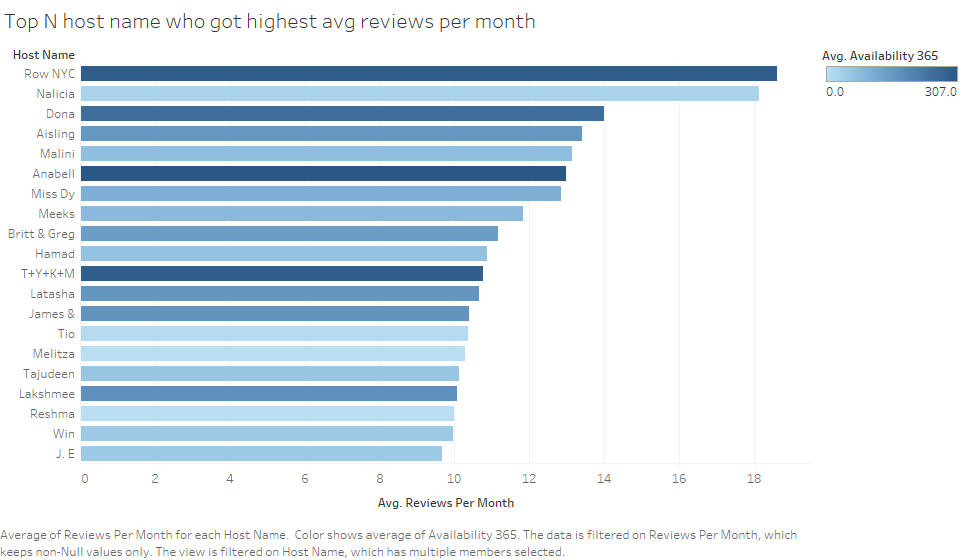 Top N host name who got highest avg reviews per month
Host Name
Row NYC
Nalicia
Dona
Aisling
Malini
Anabell
Miss Dy
Meeks
Britt & Greg
Hamad
T+Y+K+M
Latasha
James &
Tio
Melitza
Tajudeen
Lakshmee
Reshma
Win
J. E
0 2 4 6 8 10 12 14 16 18
Avg. Reviews Per Month
Avg. Availability 365
0.0 307.0
Average of Reviews Per Month for each Host Name.  Color shows average of Availability 365. The data is filtered on Reviews Per Month, which
keeps non-Null values only. The view is filtered on Host Name, which has multiple members selected.